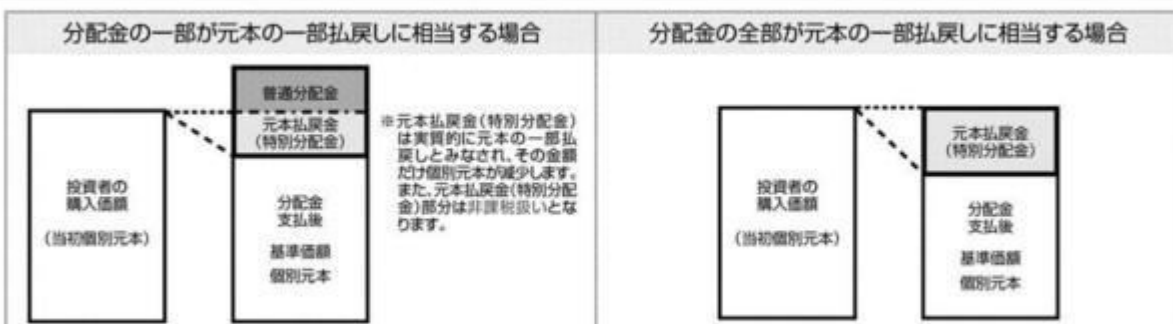 分配金の一部が元本の一部払戻しに相当する場合
普通分配金
元本払戻金
(特別分配金)
投資者の
購入価額
(当初個別元本)
分配金
支払後
基準価額
個別元本
※元本払戻金(特別分配金)
は実質的に元本の一部払
戻しとみなされ、その金額
だけ個別元本が減少します。
また、元本払戻金(特別分配
金)部分は非課税扱いとな
ります。
分配金の全部が元本の一部払戻しに相当する場合
投資者の
購入価額
(当初個別元本)
元本払戻金
(特別分配金)
分配金
支払後
基準価額
個別元本